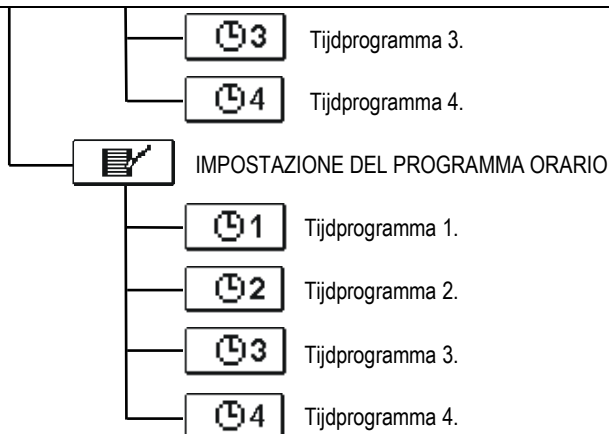 3 Tijdprogramma 3.
4 Tijdprogramma 4.
IMPOSTAZIONE DEL PROGRAMMA ORARIO
1 Tijdprogramma 1.
2 Tijdprogramma 2.
3 Tijdprogramma 3.
4 Tijdprogramma 4.